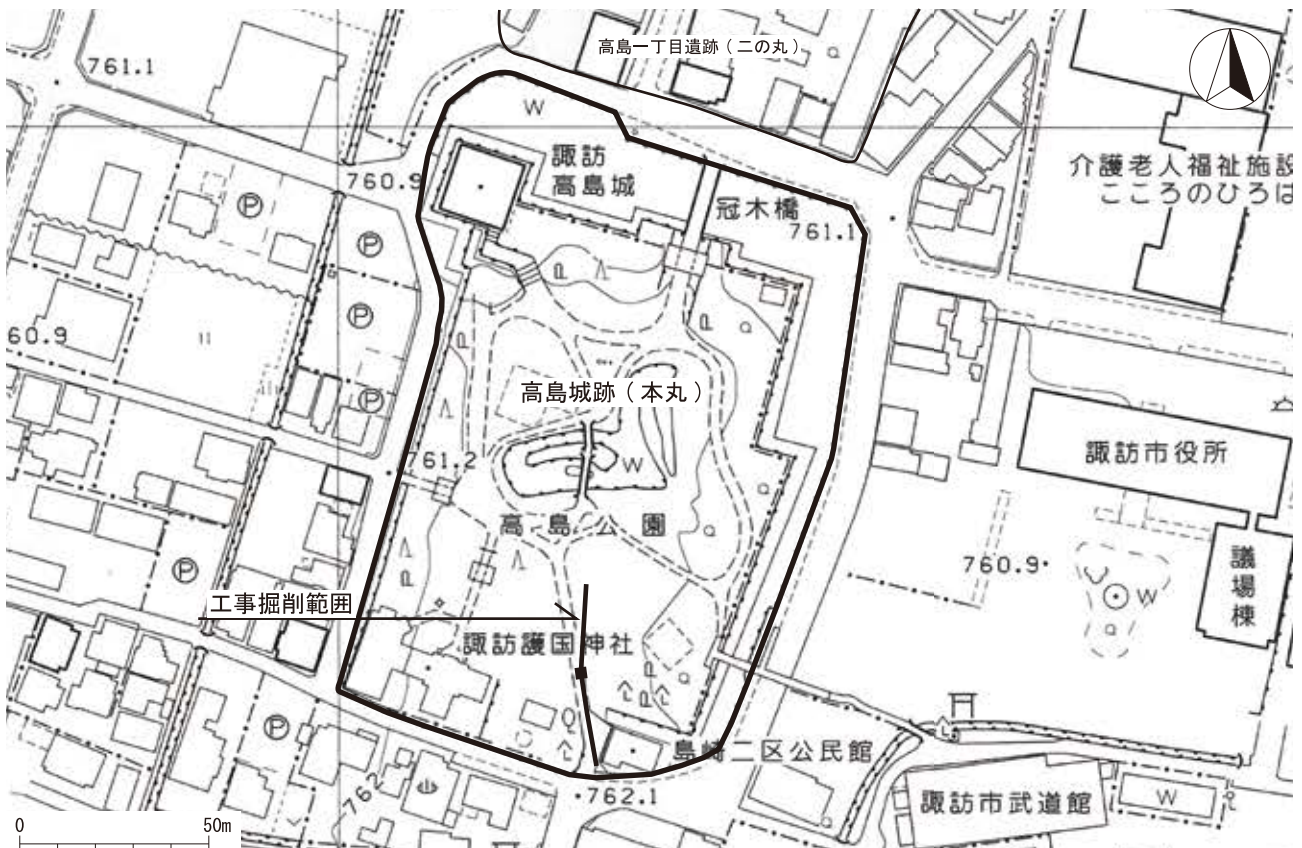 高島一丁目遺跡（二の丸）
761.1
W
諏訪
高島城
760.9
介護老人福祉施設
こころのひろば
冠木橋
761.1
P
P
60.9
P
高島城跡（本丸）
761.2
W
諏訪市役所
高島公園
760.9
W
議場棟
P
工事掘削範囲
諏訪護国神社
P
島崎二区公民館
762
762.1
諏訪市武道館
W
0 50m